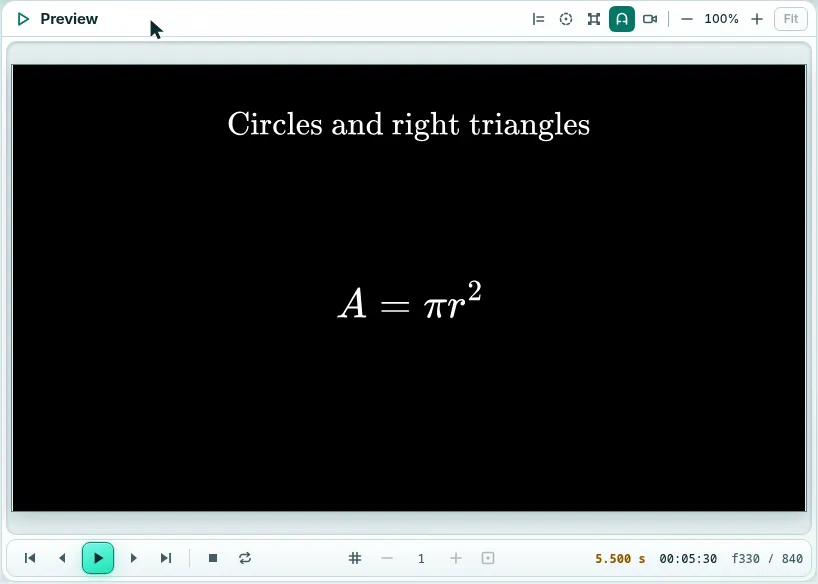 Preview
100%
Fit
Circles and right triangles
A = πr²
1
5.500 s 00:05:30 f330 / 840